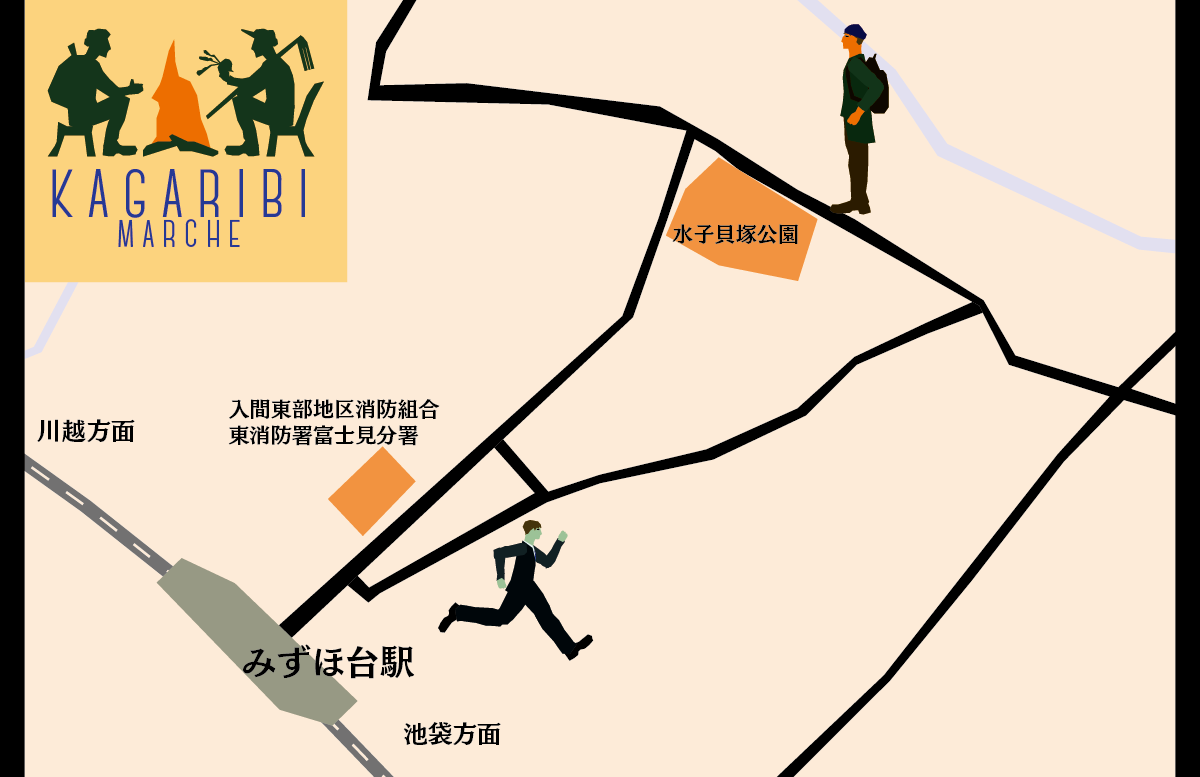 KAGARIBI
MARCHE
水子貝塚公園
入間東部地区消防組合
東消防署富士見分署
川越方面
みずほ台駅
池袋方面